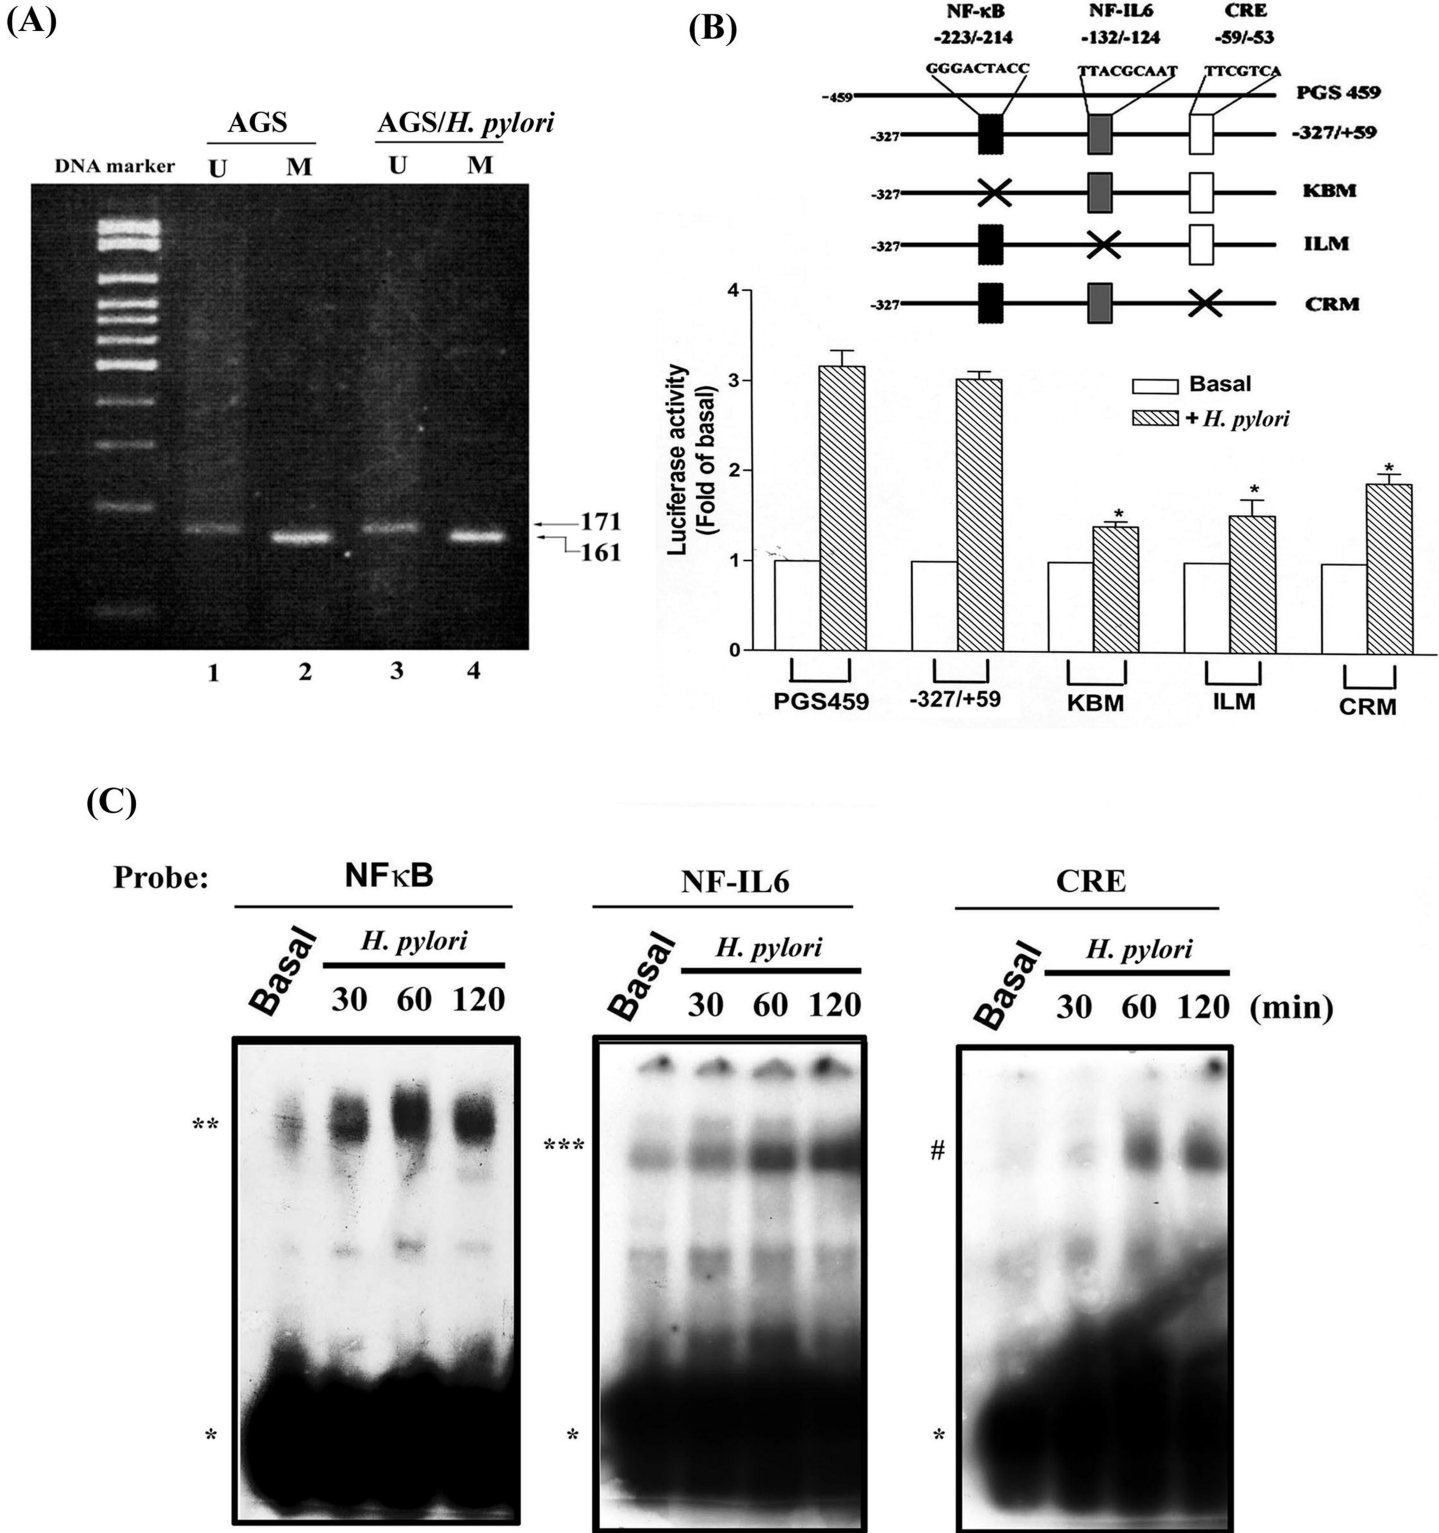 (A)
AGS AGS/H. pylori
DNA marker U M U M
171
161
1 2 3 4
(B)
NF-κB NF-IL6 CRE
-223/-214 -132/-124 -59/-53
GGGACTACC TTACGCAAT TTCGTCA
-459 PGS 459
-327 -327/+59
-327 KBM
-327 ILM
-327 CRM
Luciferase activity
(Fold of basal)
4
3
2
1
0
Basal
+ H. pylori
* * *
PGS459 -327/+59 KBM ILM CRM
(C)
Probe: NFκB NF-IL6 CRE
Basal H. pylori Basal H. pylori Basal H. pylori
30 60 120 30 60 120 30 60 120 (min)
** *** #
* * *